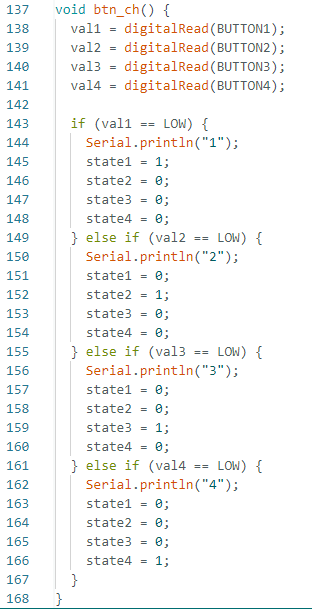 137 void btn_ch() {
138 val1 = digitalRead(BUTTON1);
139 val2 = digitalRead(BUTTON2);
140 val3 = digitalRead(BUTTON3);
141 val4 = digitalRead(BUTTON4);
142
143 if (val1 == LOW) {
144 Serial.println("1");
145 state1 = 1;
146 state2 = 0;
147 state3 = 0;
148 state4 = 0;
149 } else if (val2 == LOW) {
150 Serial.println("2");
151 state1 = 0;
152 state2 = 1;
153 state3 = 0;
154 state4 = 0;
155 } else if (val3 == LOW) {
156 Serial.println("3");
157 state1 = 0;
158 state2 = 0;
159 state3 = 1;
160 state4 = 0;
161 } else if (val4 == LOW) {
162 Serial.println("4");
163 state1 = 0;
164 state2 = 0;
165 state3 = 0;
166 state4 = 1;
167 }
168 }